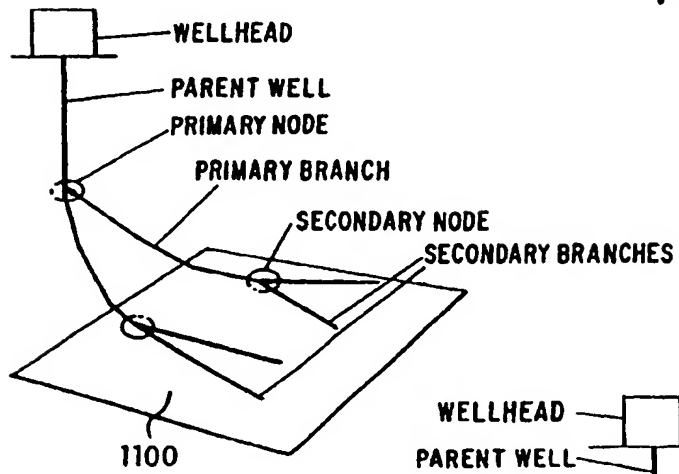 WELLHEAD
PARENT WELL
PRIMARY NODE
PRIMARY BRANCH
SECONDARY NODE
SECONDARY BRANCHES
1100
WELLHEAD
PARENT WELL